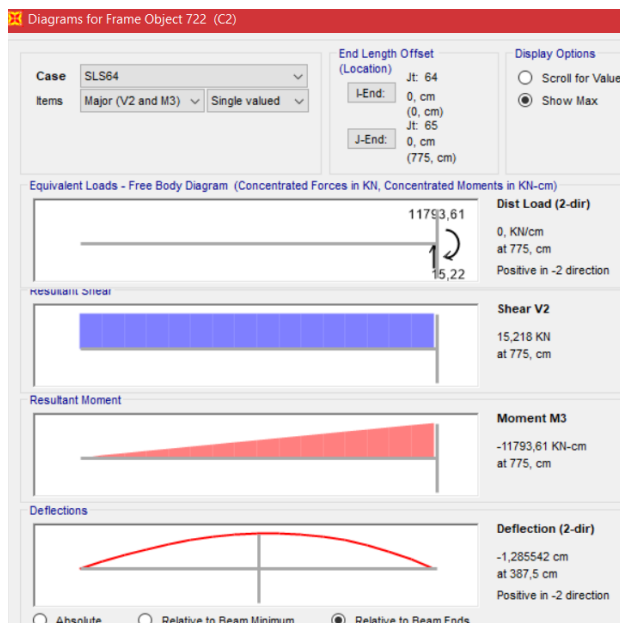 Diagrams for Frame Object 722 (C2)
Case SLS64
Items Major (V2 and M3) Single valued
End Length Offset
(Location)
Jt: 64
I-End: 0, cm
(0, cm)
Jt: 65
J-End: 0, cm
(775, cm)
Display Options
Scroll for Value
Show Max
Equivalent Loads - Free Body Diagram (Concentrated Forces in KN, Concentrated Moments in KN-cm)
11793,61
15,22
Dist Load (2-dir)
0, KN/cm
at 775, cm
Positive in -2 direction
Resultant Shear
Shear V2
15,218 KN
at 775, cm
Resultant Moment
Moment M3
-11793,61 KN-cm
at 775, cm
Deflections
Deflection (2-dir)
-1,285542 cm
at 387,5 cm
Positive in -2 direction
Absolute Relative to Beam Minimum Relative to Beam Ends